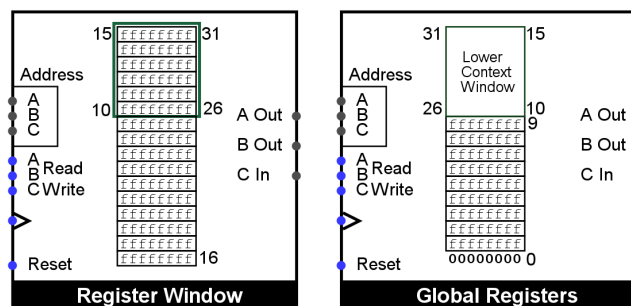 15 ffffffff 31
ffffffff
ffffffff
Address ffffffff
A ffffffff
B 10 ffffffff 26 A Out
C ffffffff
ffffffff B Out
A ffffffff
B Read ffffffff C In
C Write ffffffff
ffffffff
ffffffff
ffffffff
ffffffff
Reset ffffffff 16
Register Window
31 15
Lower
Context
Window
Address
A
B 26 10 A Out
C ffffffff 9
ffffffff B Out
A ffffffff
B Read ffffffff C In
C Write ffffffff
ffffffff
ffffffff
ffffffff
ffffffff
Reset 00000000 0
Global Registers